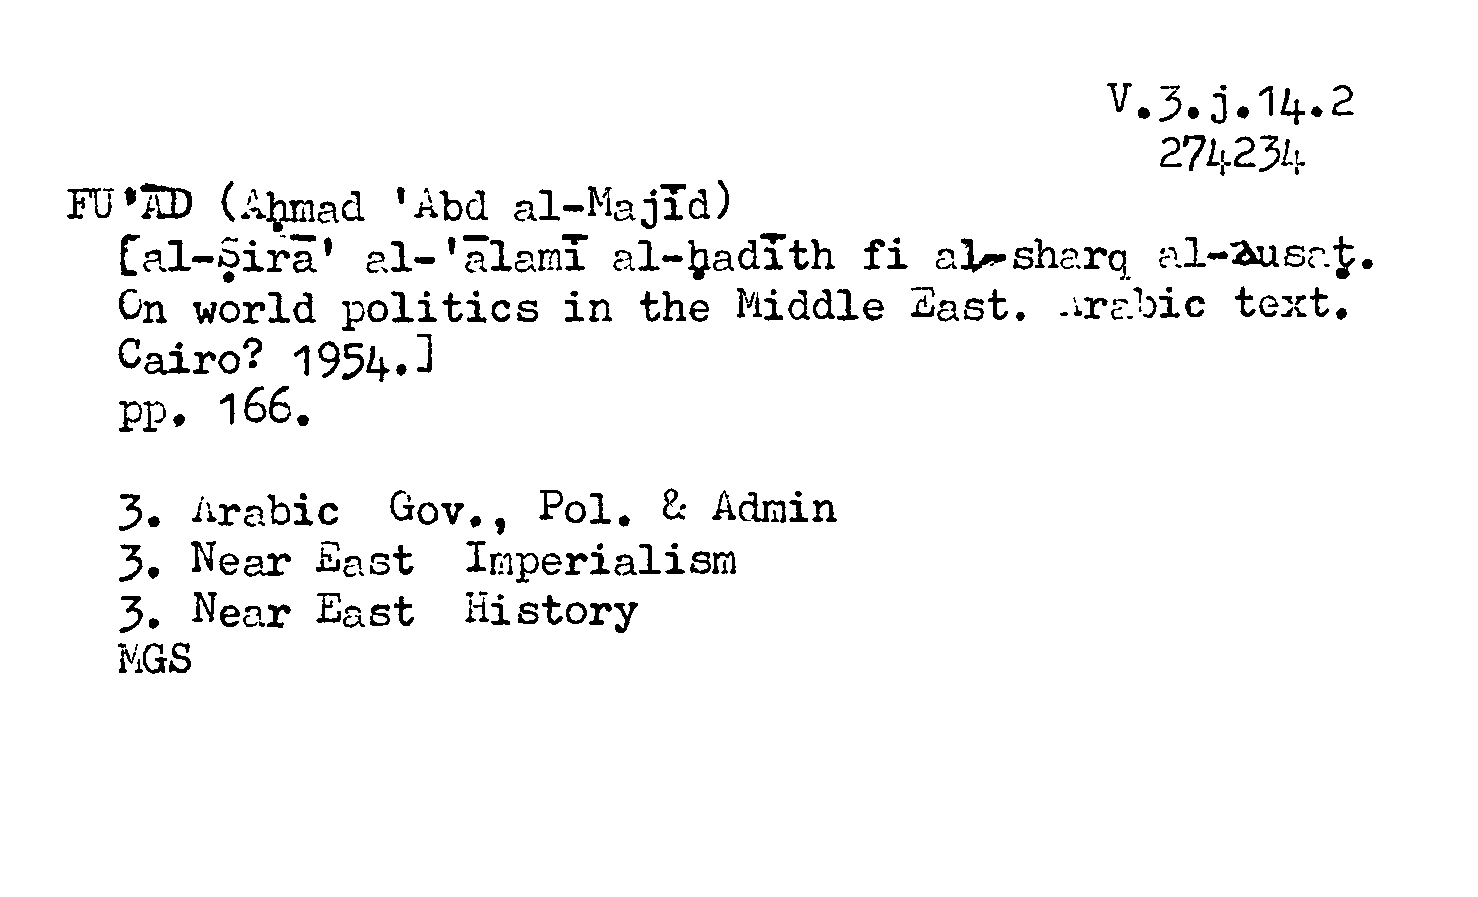 V.3.j.14.2
274234
FU'ĀD (Aḥmad 'Abd al-Majīd)
[al-Ṣirā' al-'ālamī al-ḥadīth fi al-sharq al-ausaṭ.
On world politics in the Middle East. Arabic text.
Cairo? 1954.]
pp. 166.
3. Arabic Gov., Pol. & Admin
3. Near East Imperialism
3. Near East History
MGS